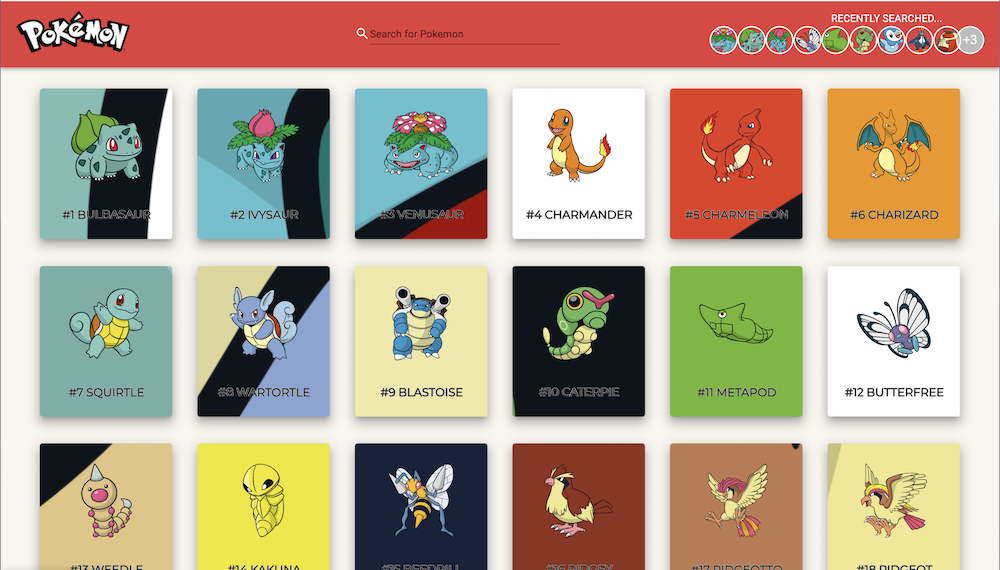 POKéMON
Search for Pokemon
RECENTLY SEARCHED...
+3
#1 BULBASAUR
#2 IVYSAUR
#3 VENUSAUR
#4 CHARMANDER
#5 CHARMELEON
#6 CHARIZARD
#7 SQUIRTLE
#8 WARTORTLE
#9 BLASTOISE
#10 CATERPIE
#11 METAPOD
#12 BUTTERFREE
#13 WEEDLE
#14 KAKUNA
#15 BEEDRILL
#16 PIDGEY
#17 PIDGEOTTO
#18 PIDGEOT